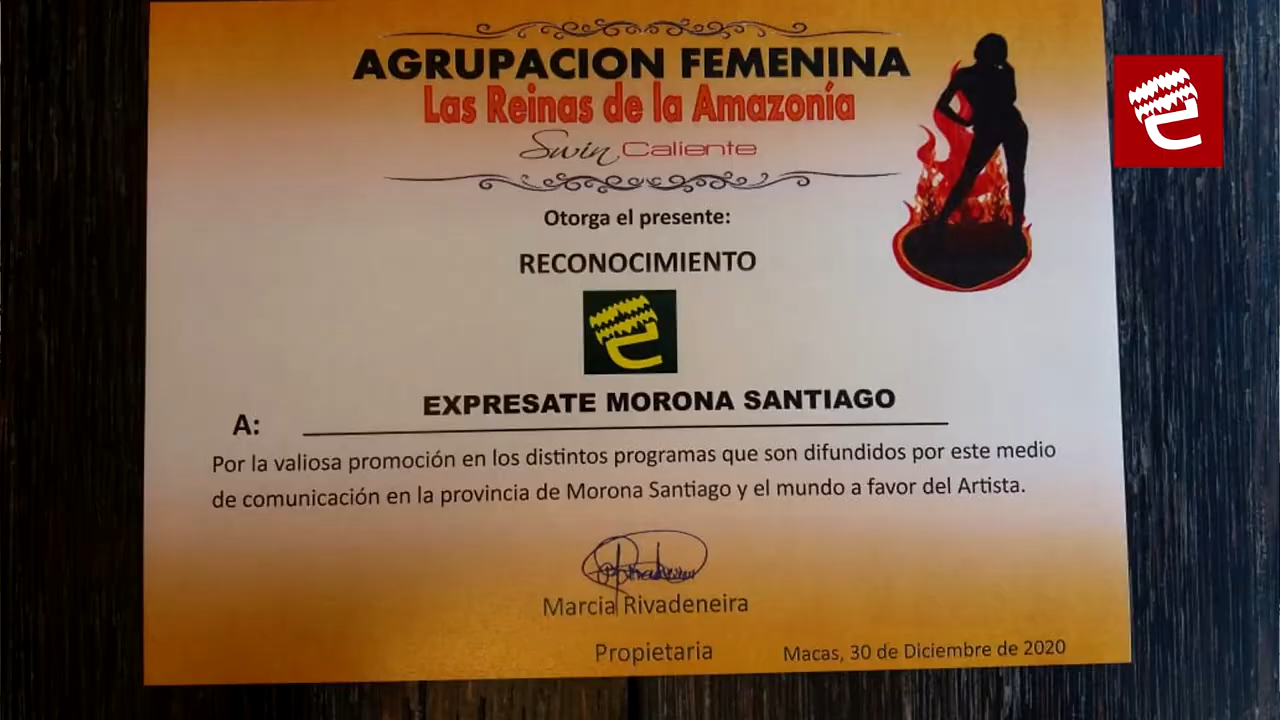 AGRUPACION FEMENINA
Las Reinas de la Amazonía
Swin Caliente
Otorga el presente:
RECONOCIMIENTO
EXPRESATE MORONA SANTIAGO
A:
Por la valiosa promoción en los distintos programas que son difundidos por este medio
de comunicación en la provincia de Morona Santiago y el mundo a favor del Artista.
Marcia Rivadeneira
Propietaria
Macas, 30 de Diciembre de 2020